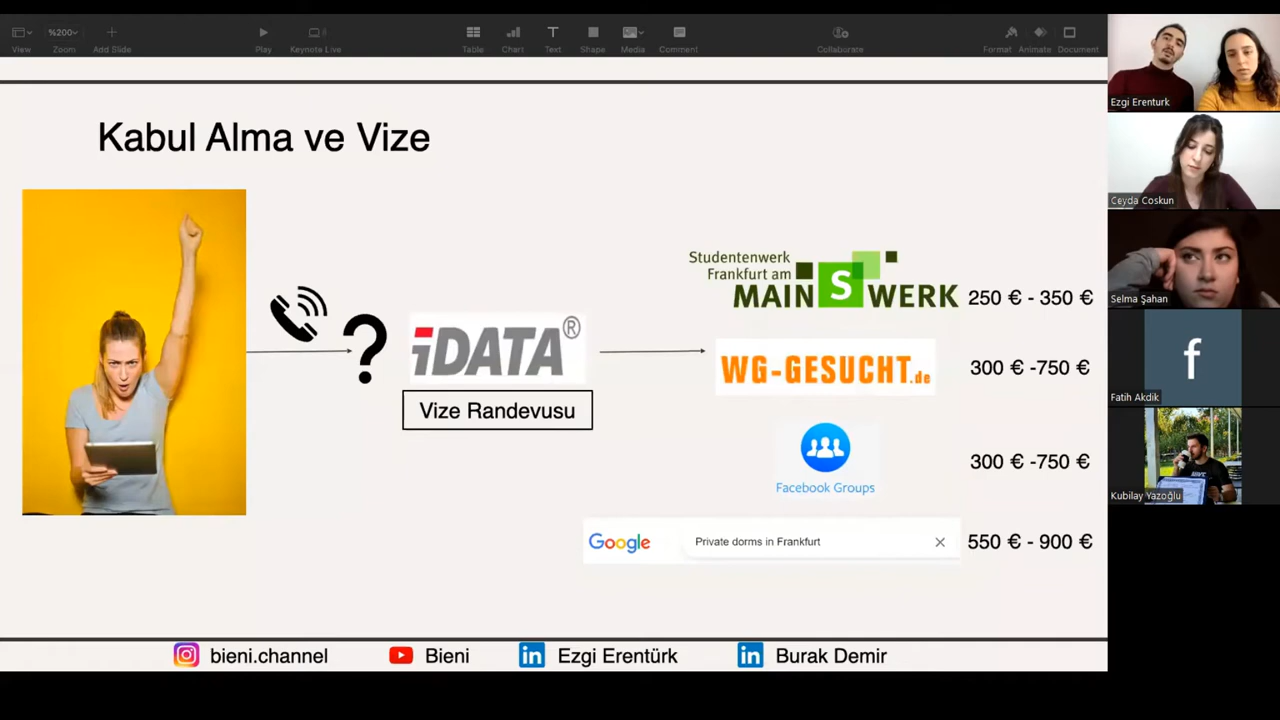 %200
View
Zoom
Add Slide
Play
Keynote Live
Table
Chart
Text
Shape
Media
Comment
Collaborate
Format
Animate
Document
Kabul Alma ve Vize
?
iDATA®
Vize Randevusu
Studentenwerk
Frankfurt am
MAIN S WERK
250 € - 350 €
WG-GESUCHT.de
300 € -750 €
Facebook Groups
300 € -750 €
Google
Private dorms in Frankfurt
550 € - 900 €
bieni.channel
Bieni
in Ezgi Erentürk
in Burak Demir
Ezgi Erenturk
Ceyda Coskun
Selma Şahan
f
Fatih Akdik
Kubilay Yazoğlu